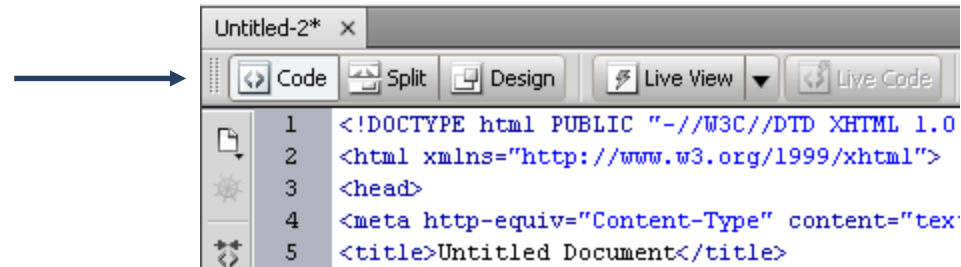 Untitled-2* ×
Code Split Design Live View Live Code
1 <!DOCTYPE html PUBLIC "-//W3C//DTD XHTML 1.0
2 <html xmlns="http://www.w3.org/1999/xhtml">
3 <head>
4 <meta http-equiv="Content-Type" content="tex
5 <title>Untitled Document</title>